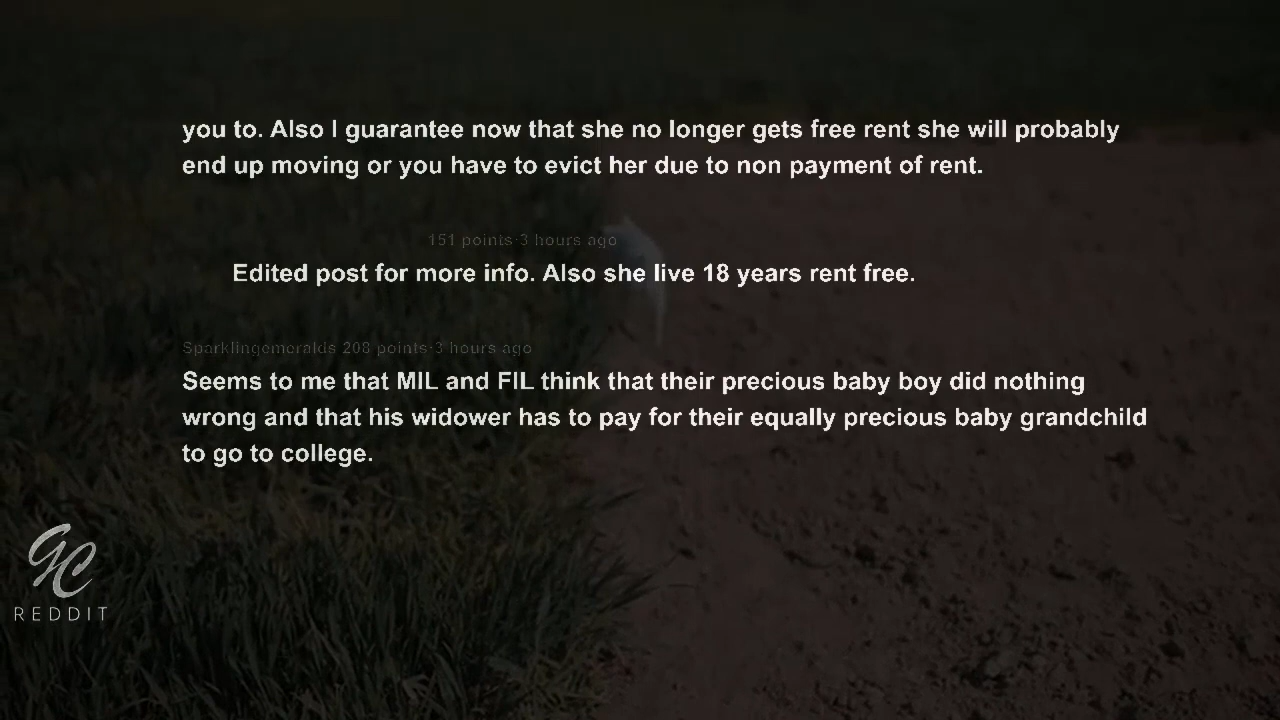 you to. Also I guarantee now that she no longer gets free rent she will probably
end up moving or you have to evict her due to non payment of rent.
151 points·3 hours ago
Edited post for more info. Also she live 18 years rent free.
Sparklingemeralds 208 points·3 hours ago
Seems to me that MIL and FIL think that their precious baby boy did nothing
wrong and that his widower has to pay for their equally precious baby grandchild
to go to college.
GC
REDDIT